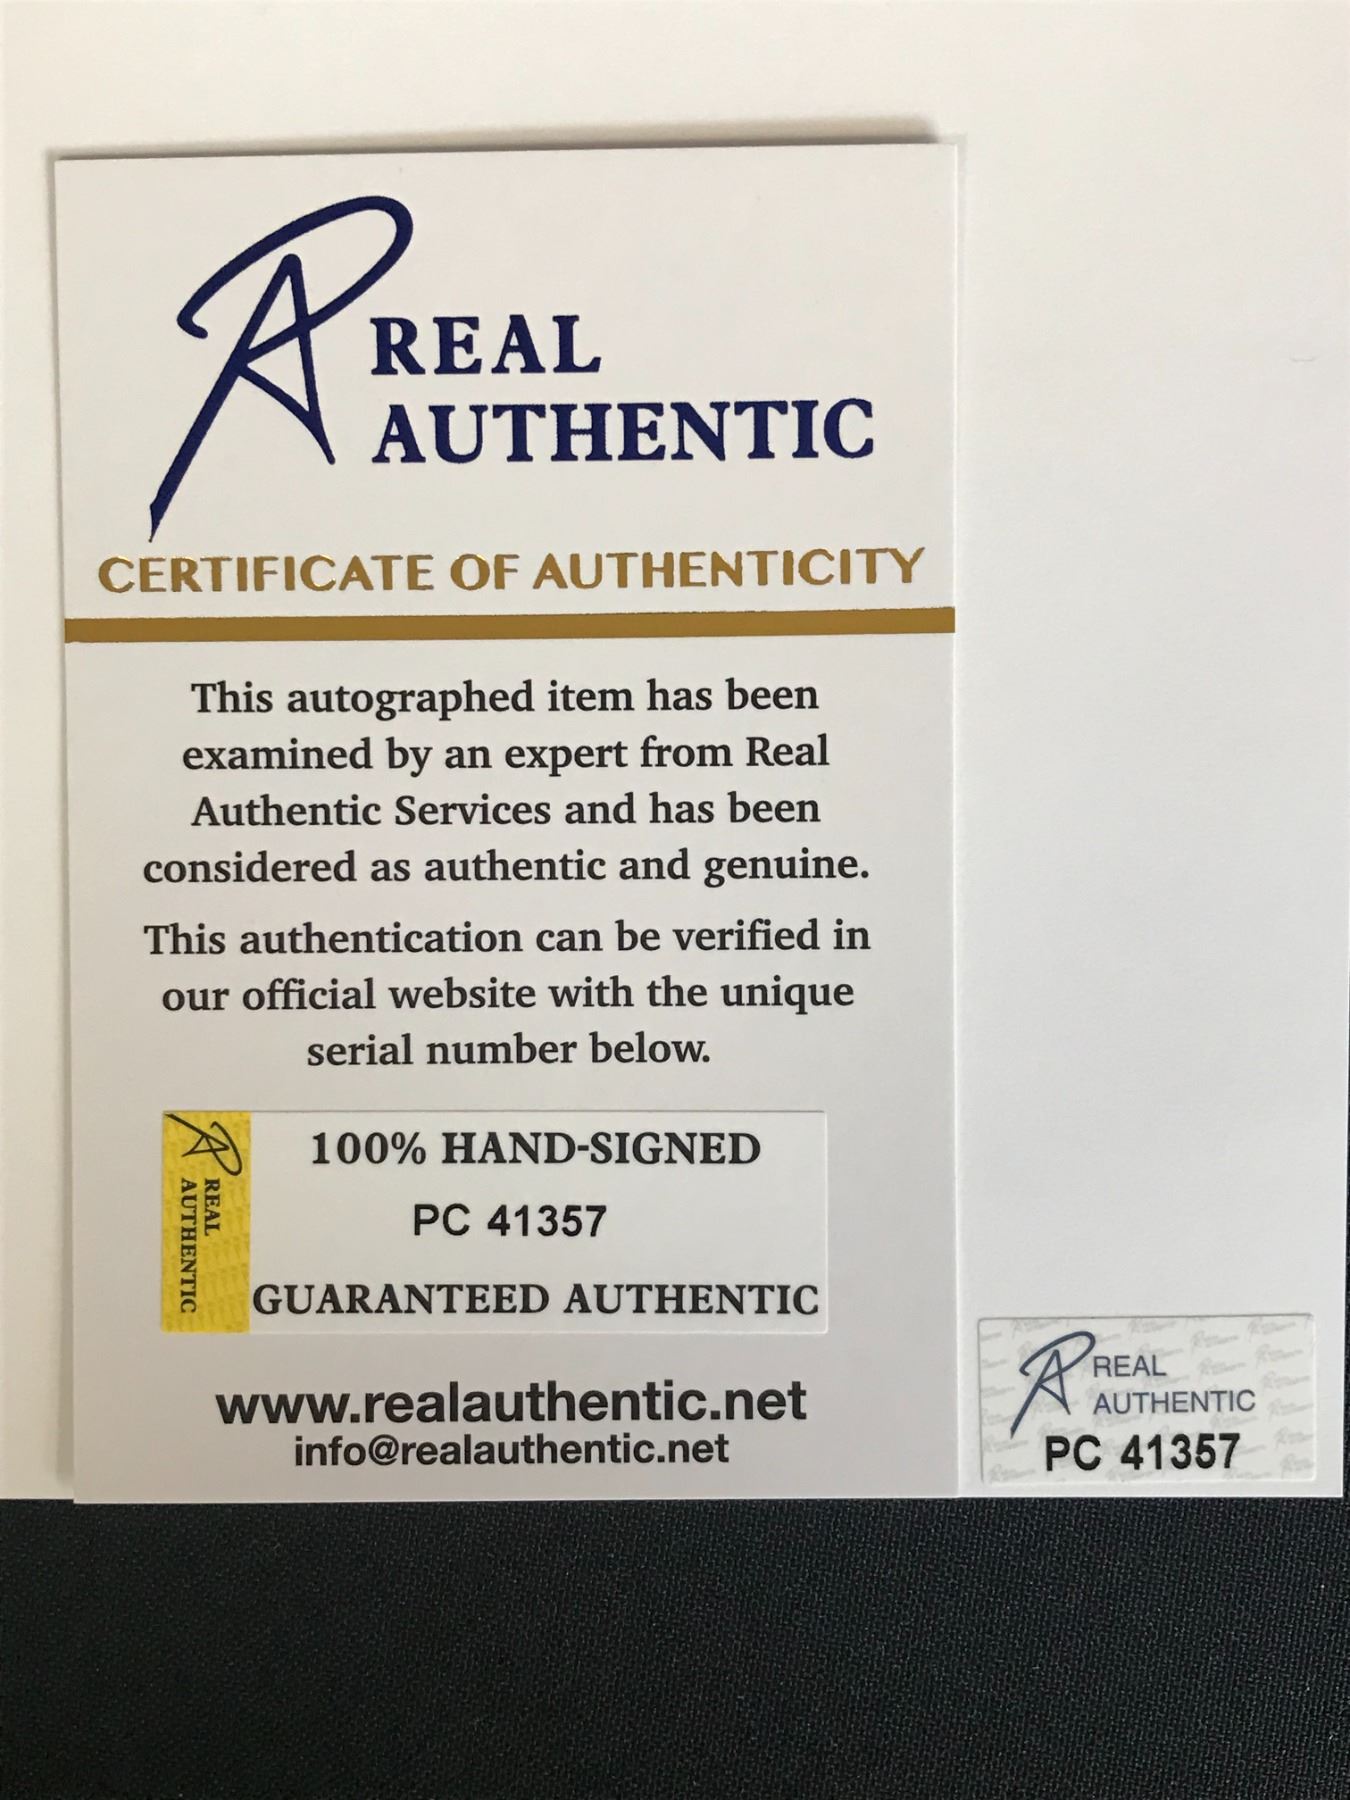 REAL
AUTHENTIC
CERTIFICATE OF AUTHENTICITY
This autographed item has been
examined by an expert from Real
Authentic Services and has been
considered as authentic and genuine.
This authentication can be verified in
our official website with the unique
serial number below.
REAL
AUTHENTIC
100% HAND-SIGNED
PC 41357
GUARANTEED AUTHENTIC
www.realauthentic.net
info@realauthentic.net
REAL
AUTHENTIC
PC 41357